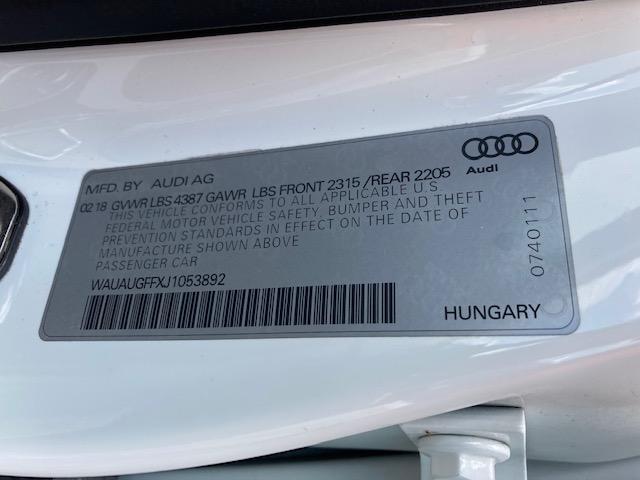 MFD. BY AUDI AG
Audi
02 18 GVWR LBS 4387 GAWR LBS FRONT 2315 / REAR 2205
THIS VEHICLE CONFORMS TO ALL APPLICABLE U.S
FEDERAL MOTOR VEHICLE SAFETY, BUMPER AND THEFT
PREVENTION STANDARDS IN EFFECT ON THE DATE OF
MANUFACTURE SHOWN ABOVE
PASSENGER CAR
0740111
WAUAUGFFXJ1053892
HUNGARY